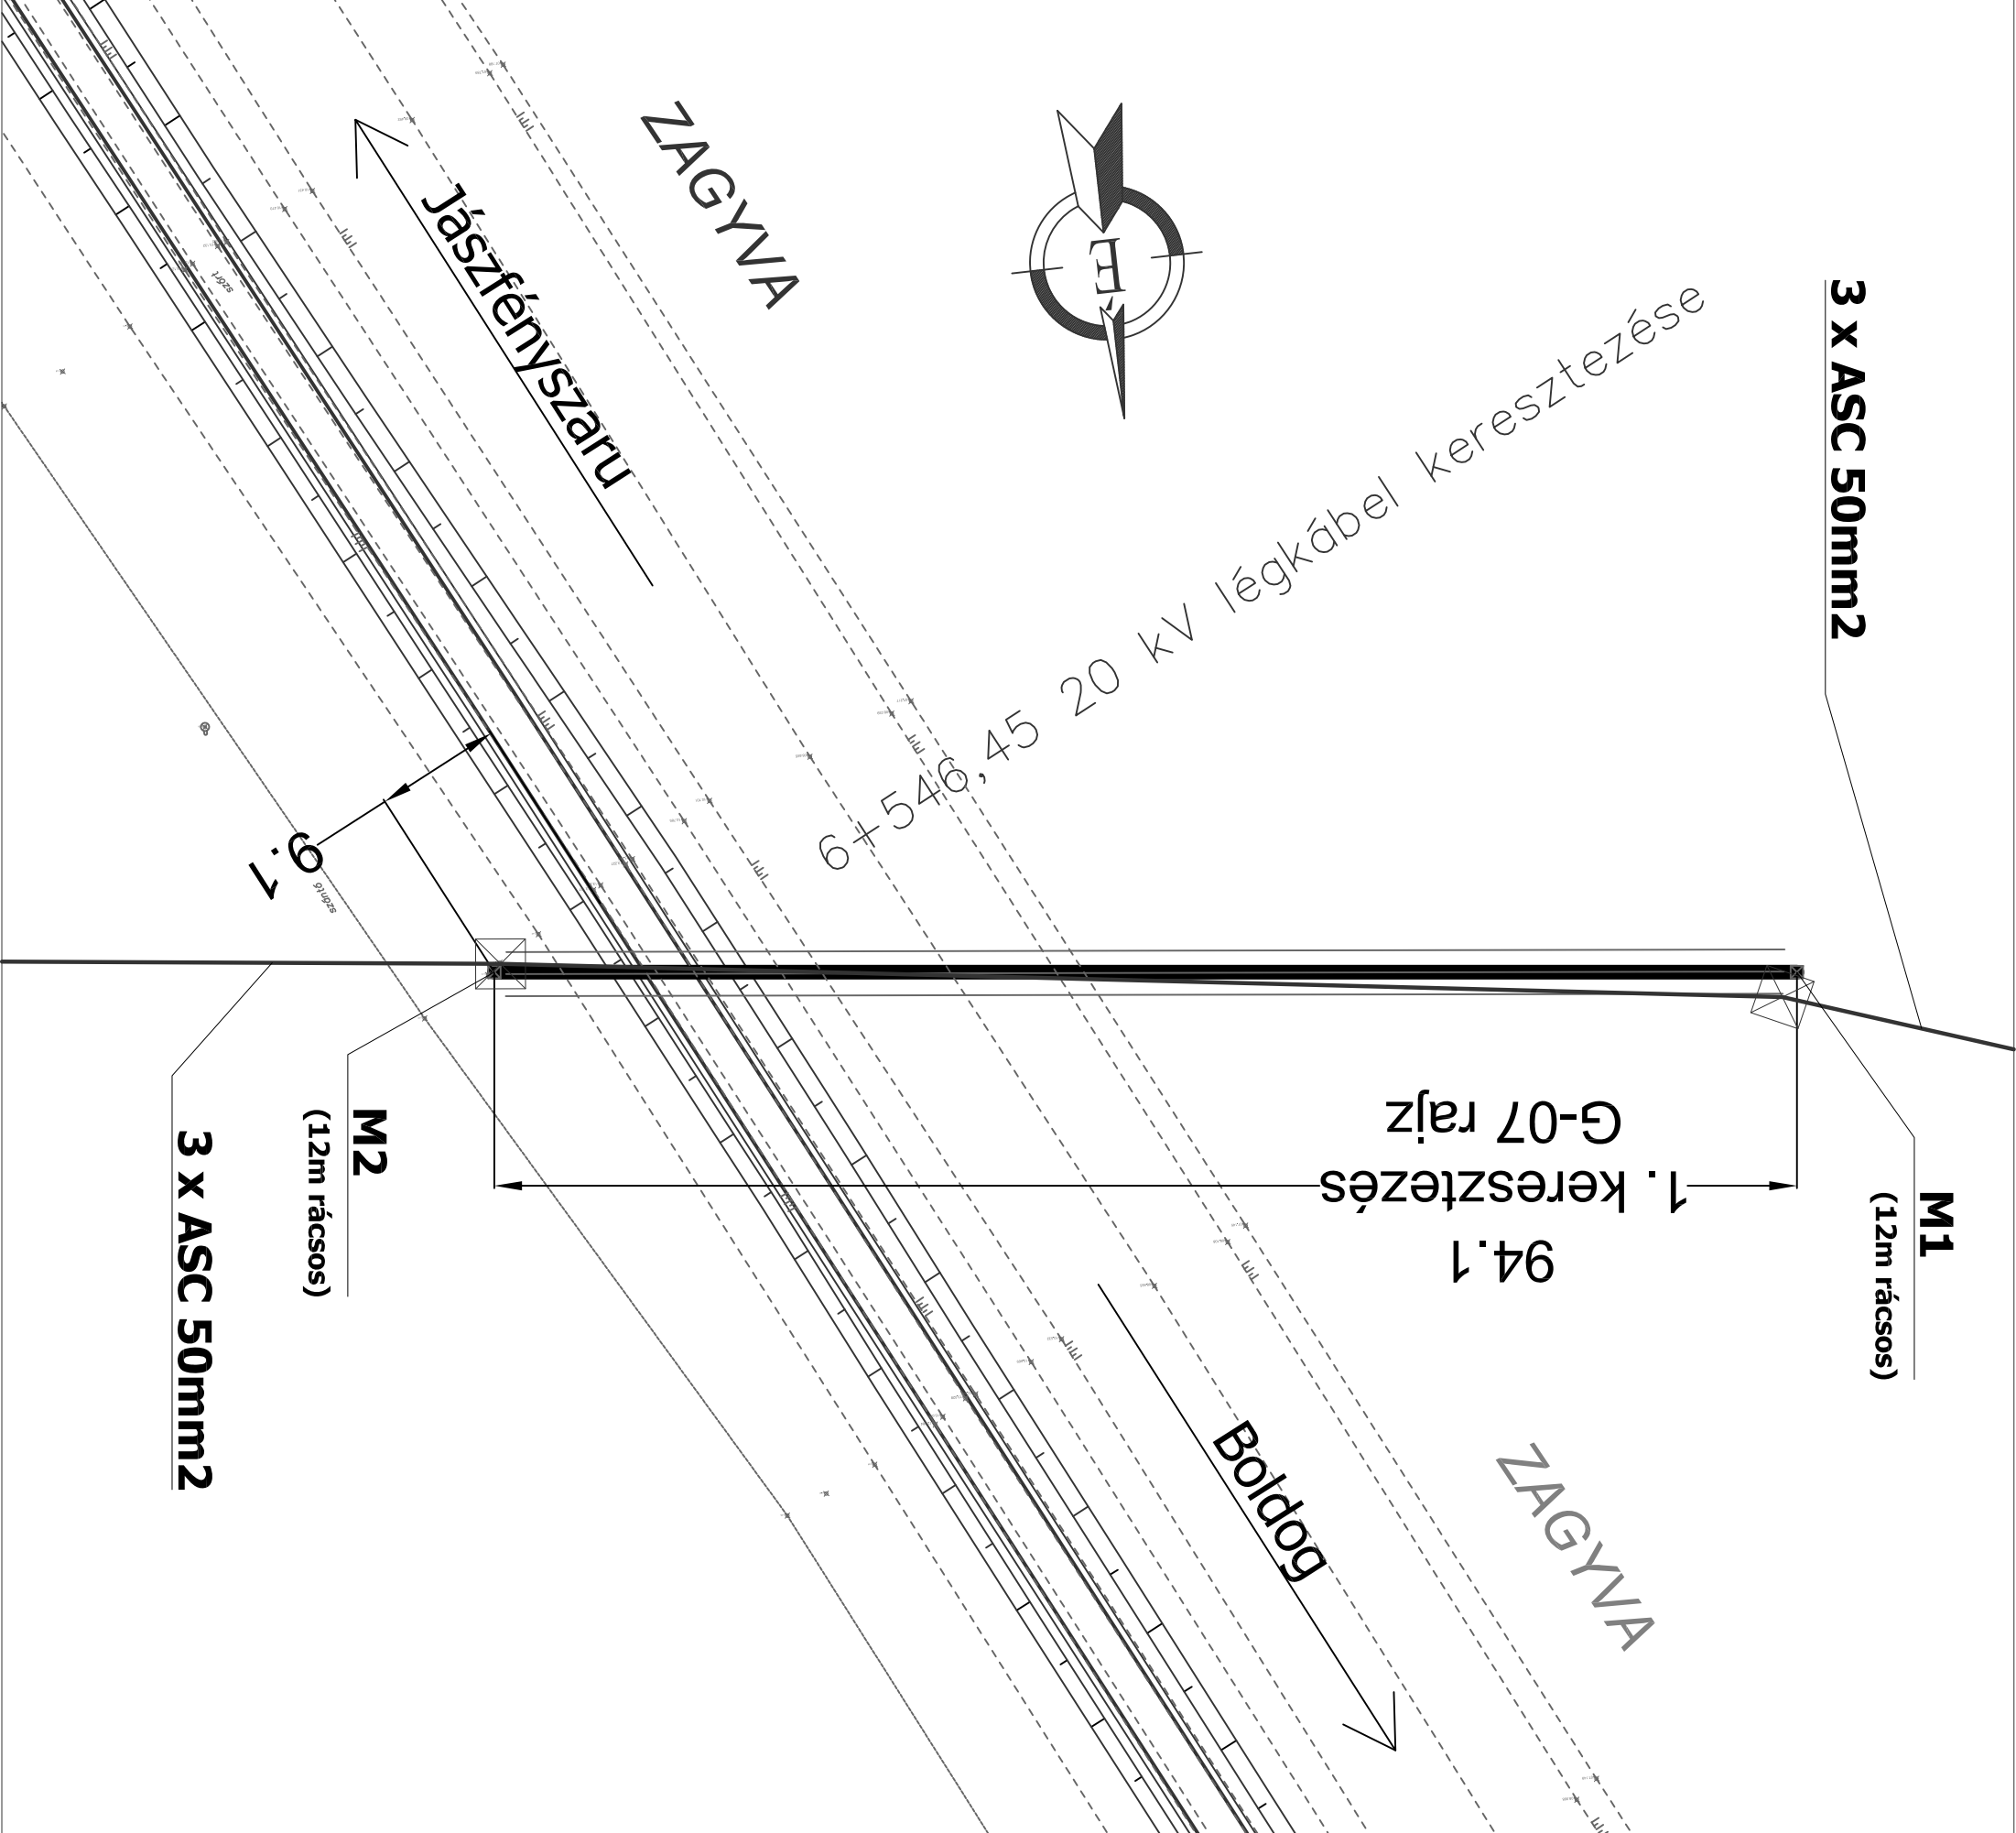 ZAGYVA
Jászfényszaru
É
6+546,45 20 kV légkábel keresztezése
3 x ASC 50mm2
9.1
szántó
M2
(12m rácsos)
3 x ASC 50mm2
G-07 rajz
1. keresztezés
94.1
M1
(12m rácsos)
Boldog
ZAGYVA